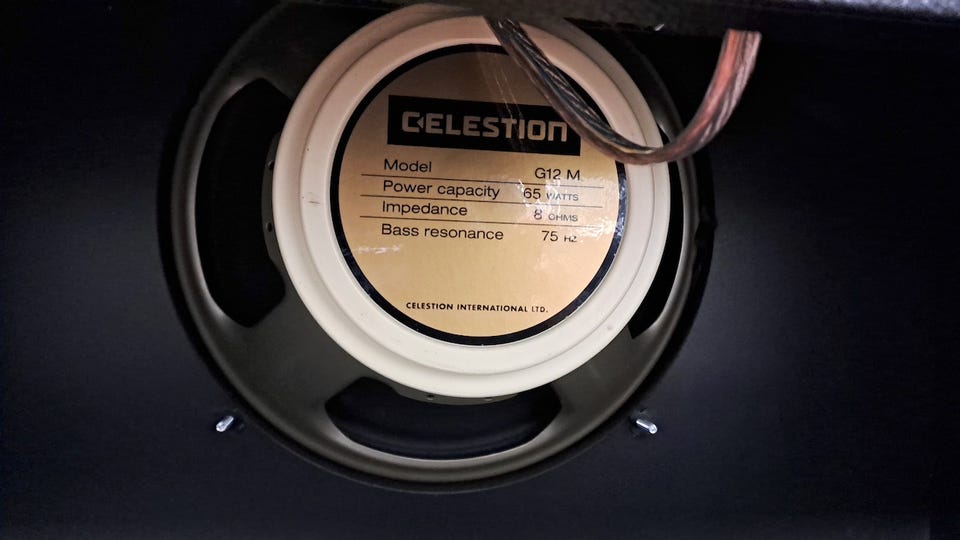 CELESTION
Model G12 M
Power capacity 65 WATTS
Impedance 8 OHMS
Bass resonance 75 HZ
CELESTION INTERNATIONAL LTD.